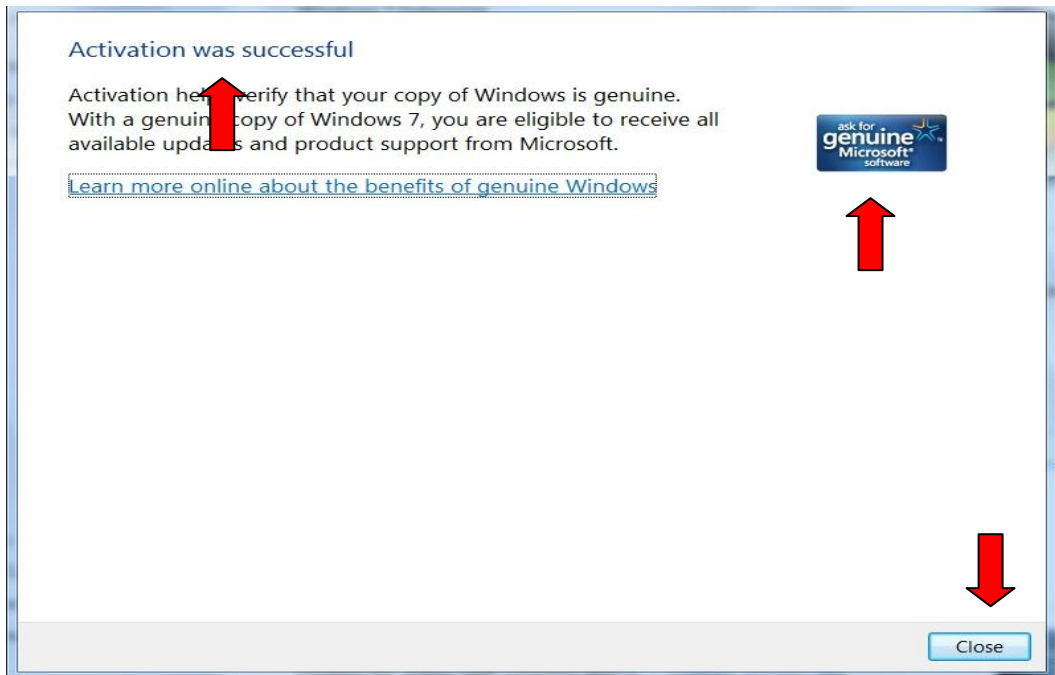 Activation was successful
Activation verify that your copy of Windows is genuine.
With a genuine copy of Windows 7, you are eligible to receive all
available and product support from Microsoft.
Learn more online about the benefits of genuine Windows
ask for
genuine
Microsoft®
software
Close